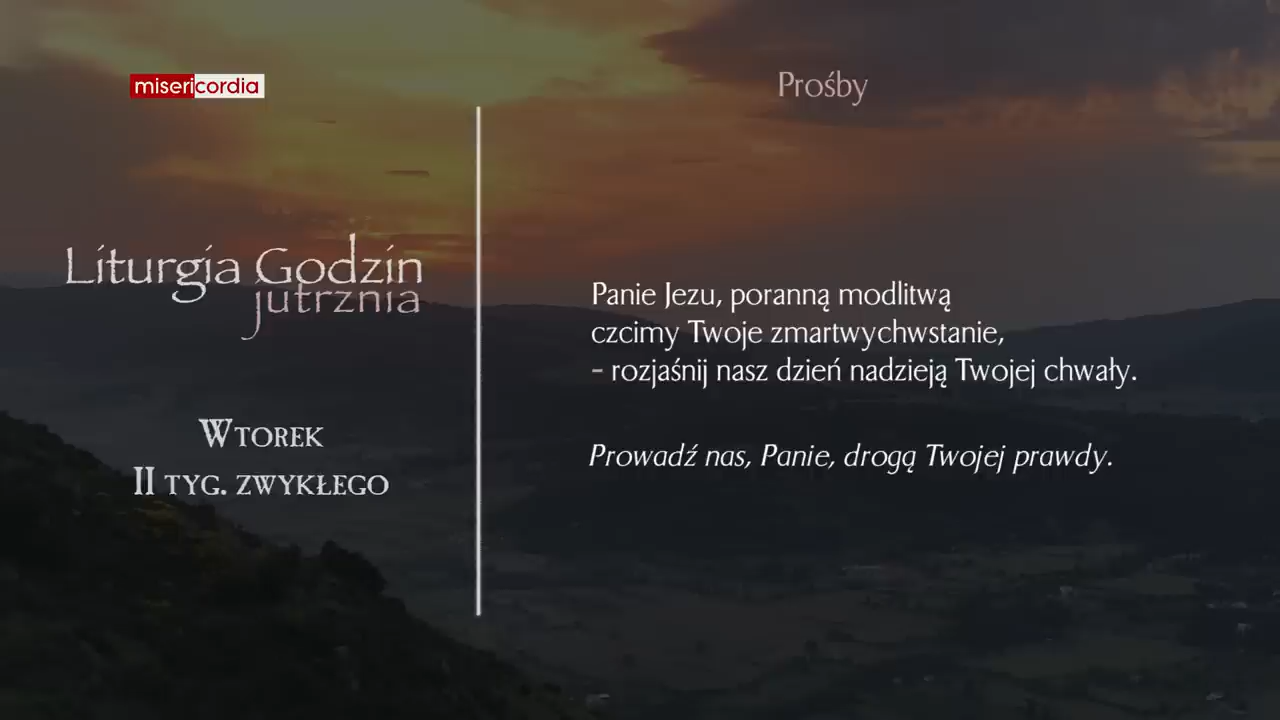 misericordia
Prośby
Liturgia Godzin
jutrznia
Panie Jezu, poranną modlitwą
czcimy Twoje zmartwychwstanie,
- rozjaśnij nasz dzień nadzieją Twojej chwały.
Wtorek
II tyg. zwykłego
Prowadź nas, Panie, drogą Twojej prawdy.